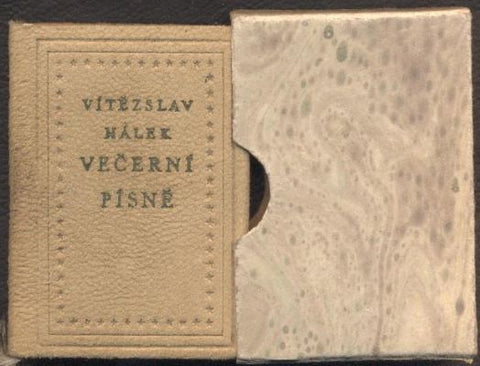 VÍTĚZSLAV
HÁLEK
VEČERNÍ
PÍSNĚ